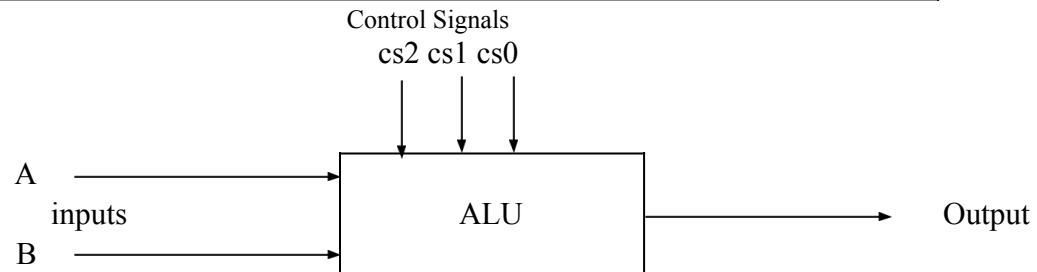 Control Signals
cs2 cs1 cs0
A
inputs
ALU
Output
B